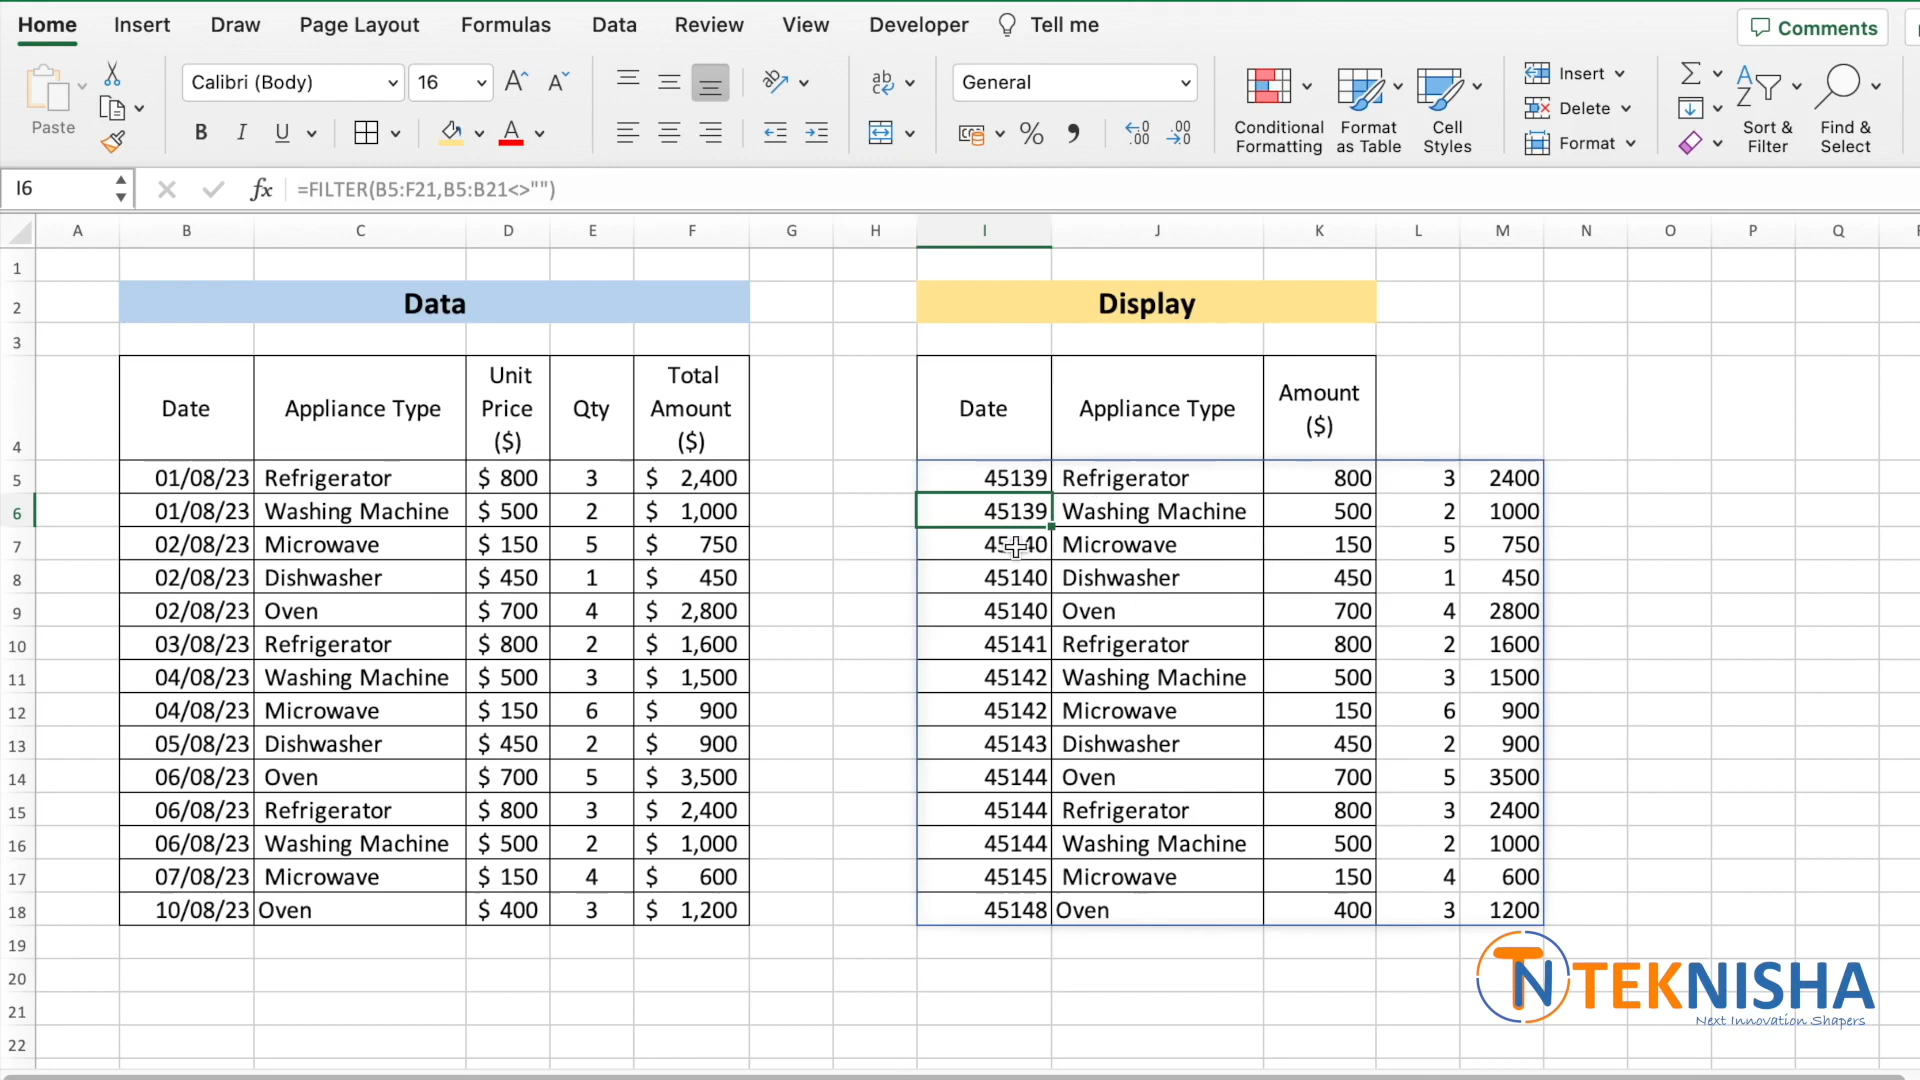 Home Insert Draw Page Layout Formulas Data Review View Developer Tell me Comments
Paste Calibri (Body) 16 A^ A˅ ab General Insert Σ A Z
B I U A % , .00 .00 Conditional Formatting Format as Table Cell Styles Delete Format Sort & Filter Find & Select
I6 fx =FILTER(B5:F21,B5:B21<>"")
A B C D E F G H I J K L M N O P Q
1
2 Data Display
3
4 Date Appliance Type Unit Price ($) Qty Total Amount ($) Date Appliance Type Amount ($)
5 01/08/23 Refrigerator $ 800 3 $ 2,400 45139 Refrigerator 800 3 2400
6 01/08/23 Washing Machine $ 500 2 $ 1,000 45139 Washing Machine 500 2 1000
7 02/08/23 Microwave $ 150 5 $ 750 45140 Microwave 150 5 750
8 02/08/23 Dishwasher $ 450 1 $ 450 45140 Dishwasher 450 1 450
9 02/08/23 Oven $ 700 4 $ 2,800 45140 Oven 700 4 2800
10 03/08/23 Refrigerator $ 800 2 $ 1,600 45141 Refrigerator 800 2 1600
11 04/08/23 Washing Machine $ 500 3 $ 1,500 45142 Washing Machine 500 3 1500
12 04/08/23 Microwave $ 150 6 $ 900 45142 Microwave 150 6 900
13 05/08/23 Dishwasher $ 450 2 $ 900 45143 Dishwasher 450 2 900
14 06/08/23 Oven $ 700 5 $ 3,500 45144 Oven 700 5 3500
15 06/08/23 Refrigerator $ 800 3 $ 2,400 45144 Refrigerator 800 3 2400
16 06/08/23 Washing Machine $ 500 2 $ 1,000 45144 Washing Machine 500 2 1000
17 07/08/23 Microwave $ 150 4 $ 600 45145 Microwave 150 4 600
18 10/08/23 Oven $ 400 3 $ 1,200 45148 Oven 400 3 1200
19
20
21
22
TN TEKNISHA
Next Innovation Shapers